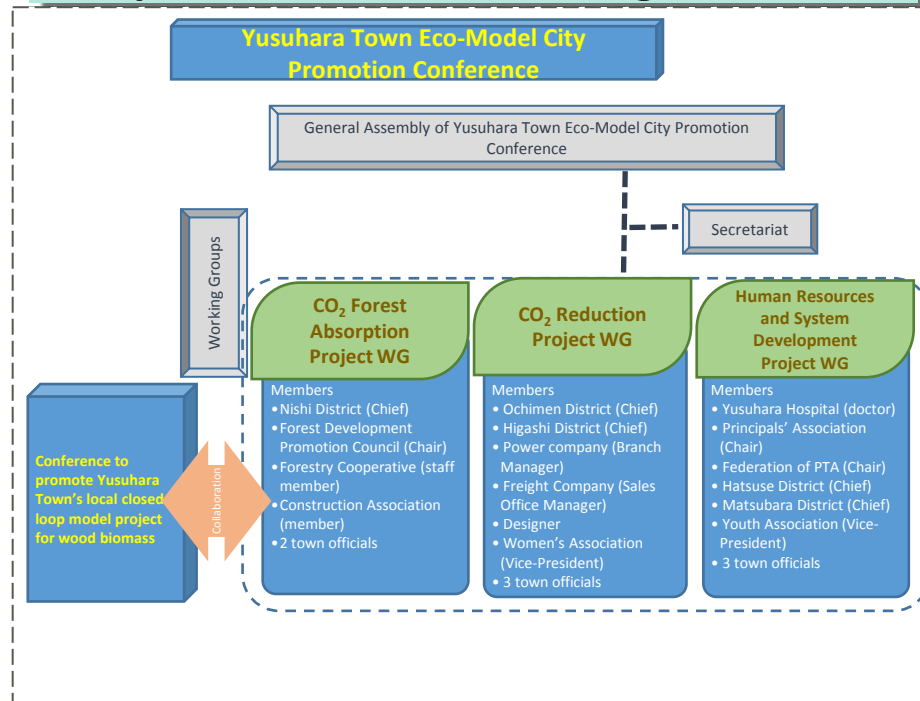 Yusuhara Town Eco-Model City
Promotion Conference
General Assembly of Yusuhara Town Eco-Model City Promotion
Conference
Secretariat
Working Groups
CO₂ Forest
Absorption
Project WG
Members
• Nishi District (Chief)
• Forest Development
Promotion Council (Chair)
• Forestry Cooperative (staff
member)
• Construction Association
(member)
• 2 town officials
CO₂ Reduction
Project WG
Members
• Ochimen District (Chief)
• Higashi District (Chief)
• Power company (Branch
Manager)
• Freight Company (Sales
Office Manager)
• Designer
• Women's Association
(Vice-President)
• 3 town officials
Human Resources
and System
Development
Project WG
Members
• Yusuhara Hospital (doctor)
• Principals' Association
(Chair)
• Federation of PTA (Chair)
• Hatsuse District (Chief)
• Matsubara District (Chief)
• Youth Association (Vice-
President)
• 3 town officials
Conference to
promote Yusuhara
Town's local closed
loop model project
for wood biomass
Collaboration